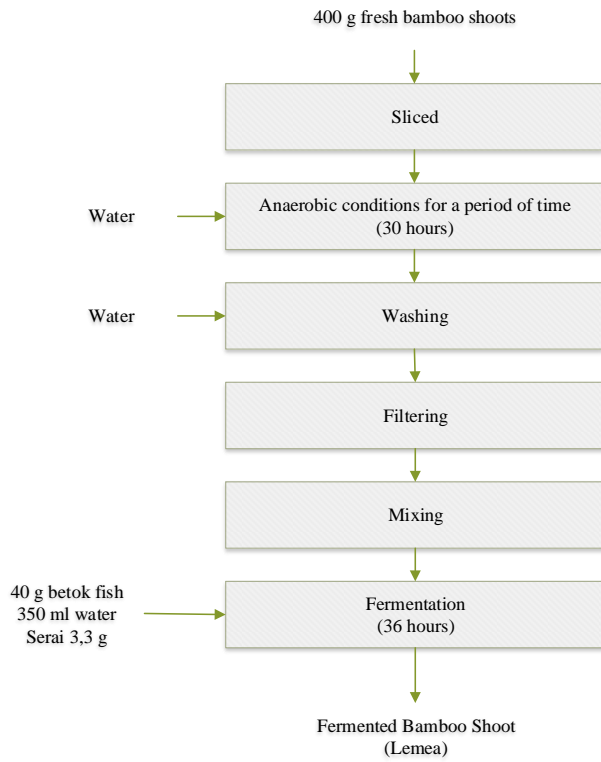 400 g fresh bamboo shoots
Sliced
Anaerobic conditions for a period of time
(30 hours)
Water
Washing
Water
Filtering
Mixing
40 g betok fish
350 ml water
Serai 3,3 g
Fermentation
(36 hours)
Fermented Bamboo Shoot
(Lemea)